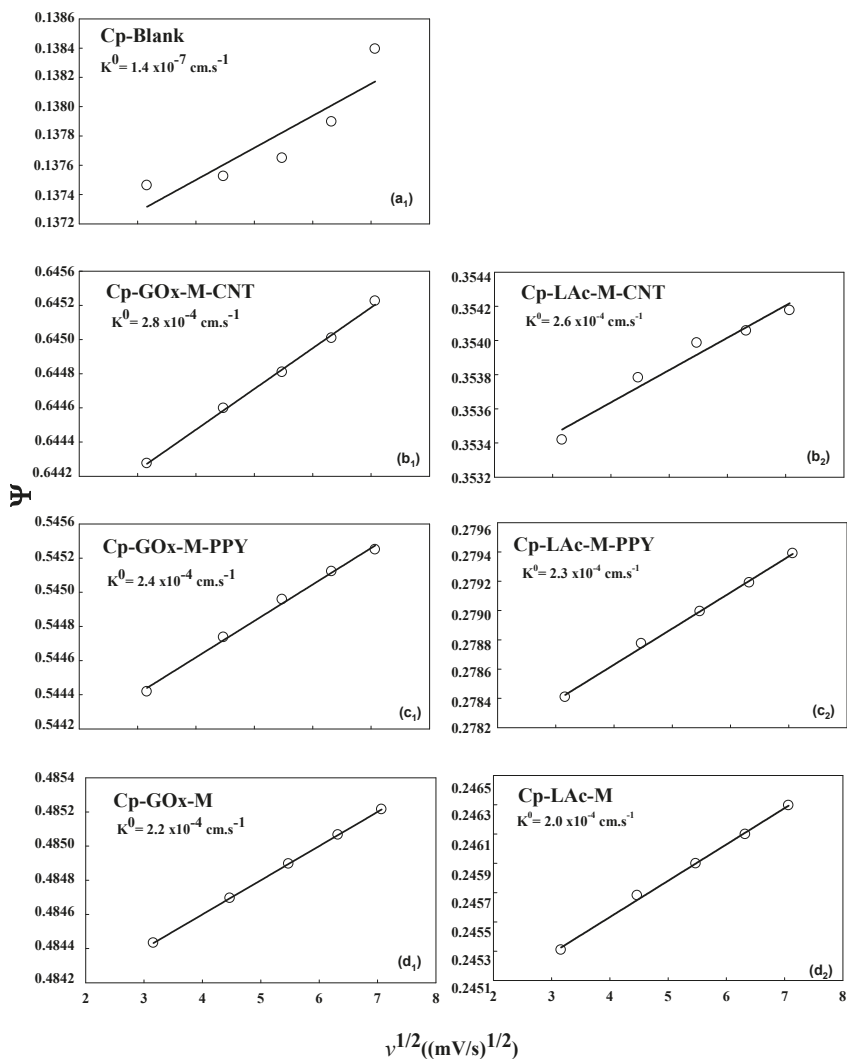 0.1386
0.1384
0.1382
0.1380
0.1378
0.1376
0.1374
0.1372
Cp-Blank
K0= 1.4 x10-7 cm.s-1
(a1)
0.6456
0.6452
0.6450
0.6448
0.6446
0.6444
0.6442
Cp-GOx-M-CNT
K0= 2.8 x10-4 cm.s-1
(b1)
0.3544
0.3542
0.3540
0.3538
0.3536
0.3534
0.3532
Cp-LAc-M-CNT
K0= 2.6 x10-4 cm.s-1
(b2)
Ψ
0.5456
0.5452
0.5450
0.5448
0.5446
0.5444
0.5442
Cp-GOx-M-PPY
K0= 2.4 x10-4 cm.s-1
(c1)
0.2796
0.2794
0.2792
0.2790
0.2788
0.2786
0.2784
0.2782
Cp-LAc-M-PPY
K0= 2.3 x10-4 cm.s-1
(c2)
0.4854
0.4852
0.4850
0.4848
0.4846
0.4844
0.4842
Cp-GOx-M
K0= 2.2 x10-4 cm.s-1
(d1)
2 3 4 5 6 7 8
0.2465
0.2463
0.2461
0.2459
0.2457
0.2453
0.2451
Cp-LAc-M
K0= 2.0 x10-4 cm.s-1
(d2)
2 3 4 5 6 7 8
v1/2((mV/s)1/2)